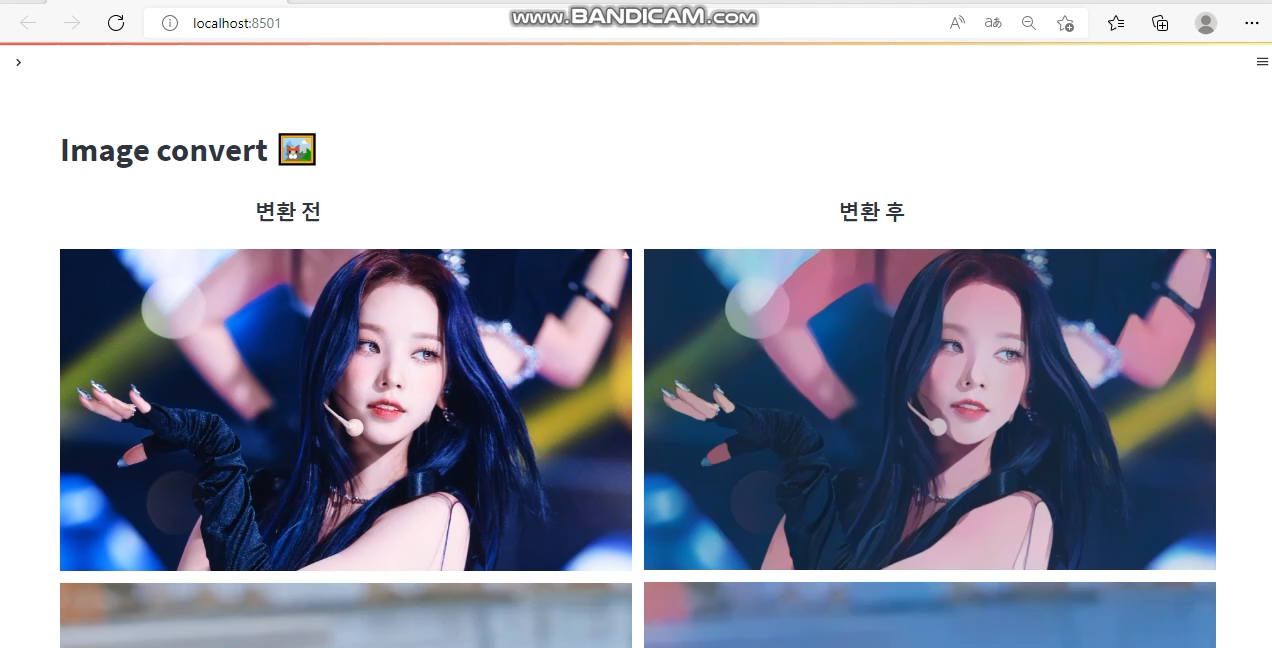 www.BANDICAM.com
localhost:8501
Image convert
변환 전
변환 후